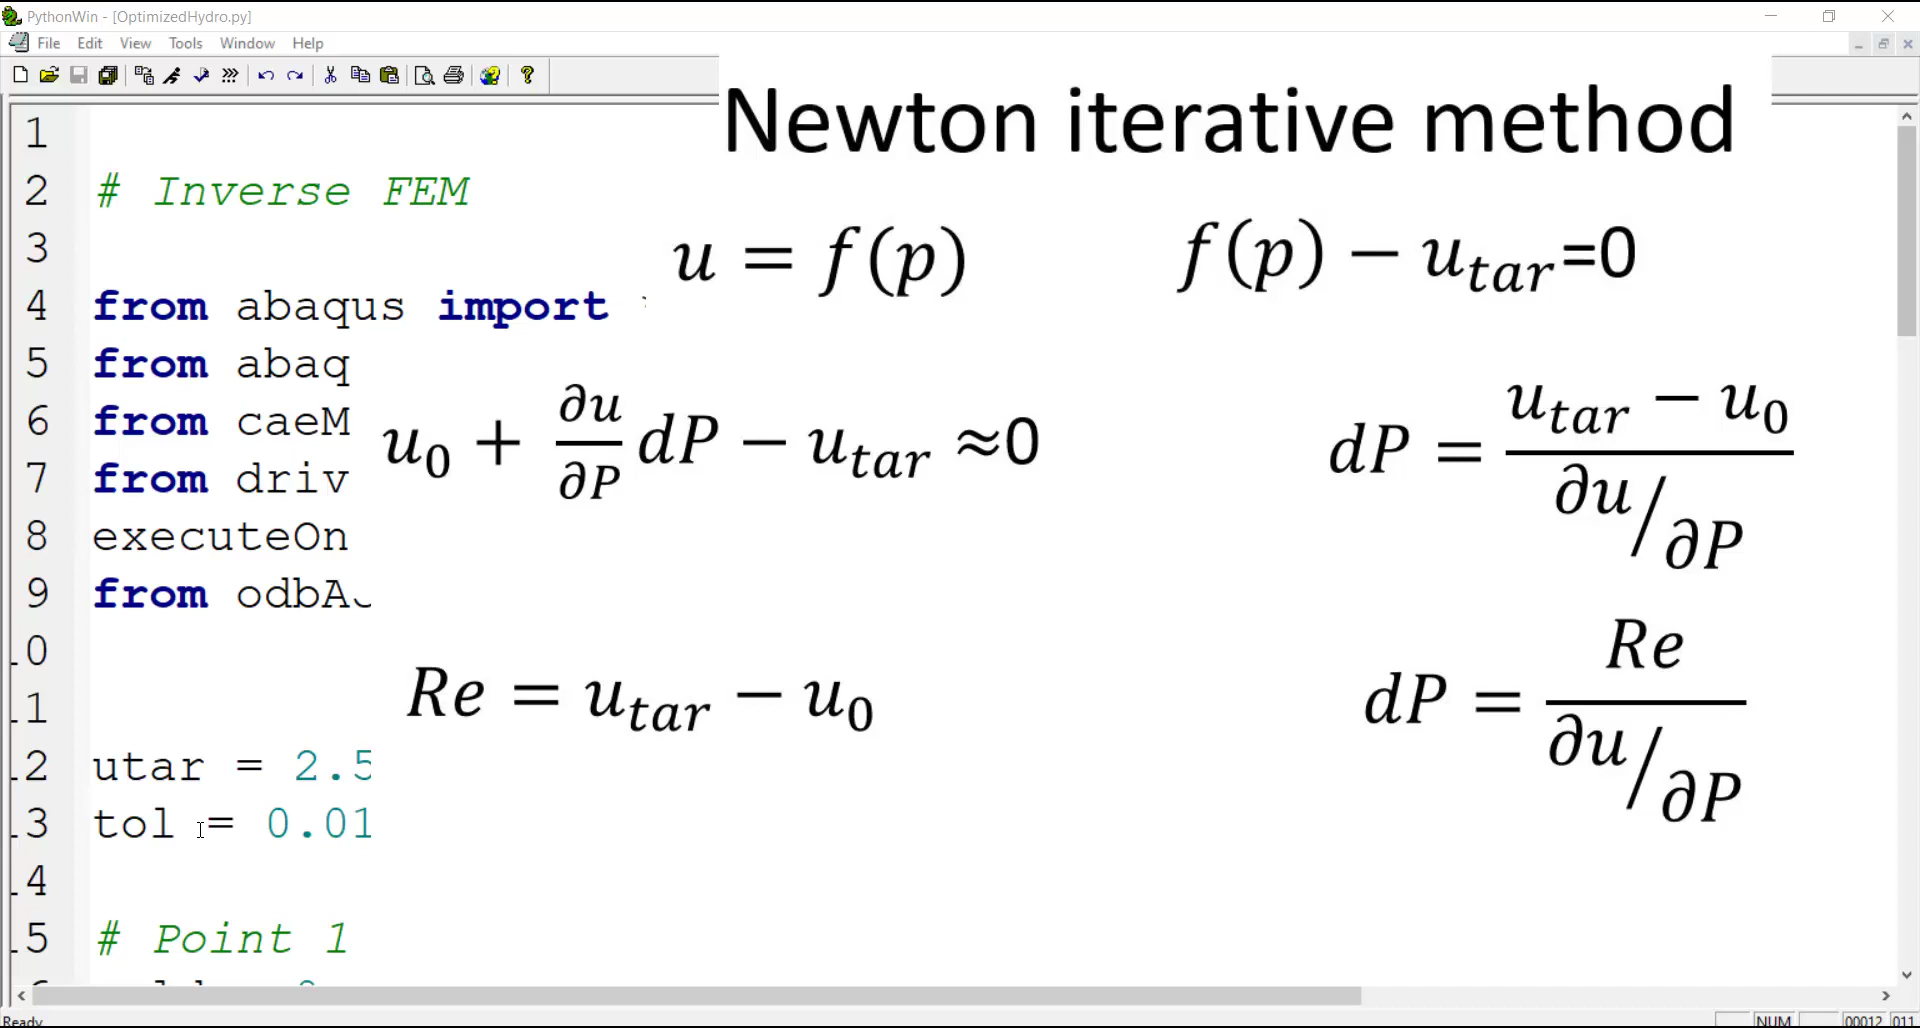 PythonWin - [OptimizedHydro.py]
File Edit View Tools Window Help
Newton iterative method
1
2 # Inverse FEM
3
u = f(p)
f(p) − u_tar=0
4 from abaqus import
5 from abaq
6 from caeM
7 from driv
8 executeOn
9 from odbA
u_0 + ∂u/∂P dP − u_tar ≈0
dP = (u_tar − u_0)/(∂u/∂P)
.0
.1
Re = u_tar − u_0
dP = Re/(∂u/∂P)
.2 utar = 2.5
.3 tol = 0.01
.4
.5 # Point 1
Ready
NUM 00012 011